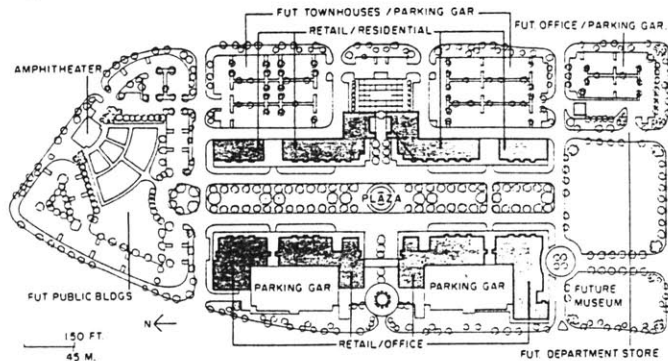 FUT TOWNHOUSES / PARKING GAR
FUT OFFICE / PARKING GAR.
RETAIL / RESIDENTIAL
AMPHITHEATER
PLAZA
FUT PUBLIC BLDGS
PARKING GAR
PARKING GAR
FUTURE
MUSEUM
N
RETAIL / OFFICE
150 FT.
45 M.
FUT DEPARTMENT STORE